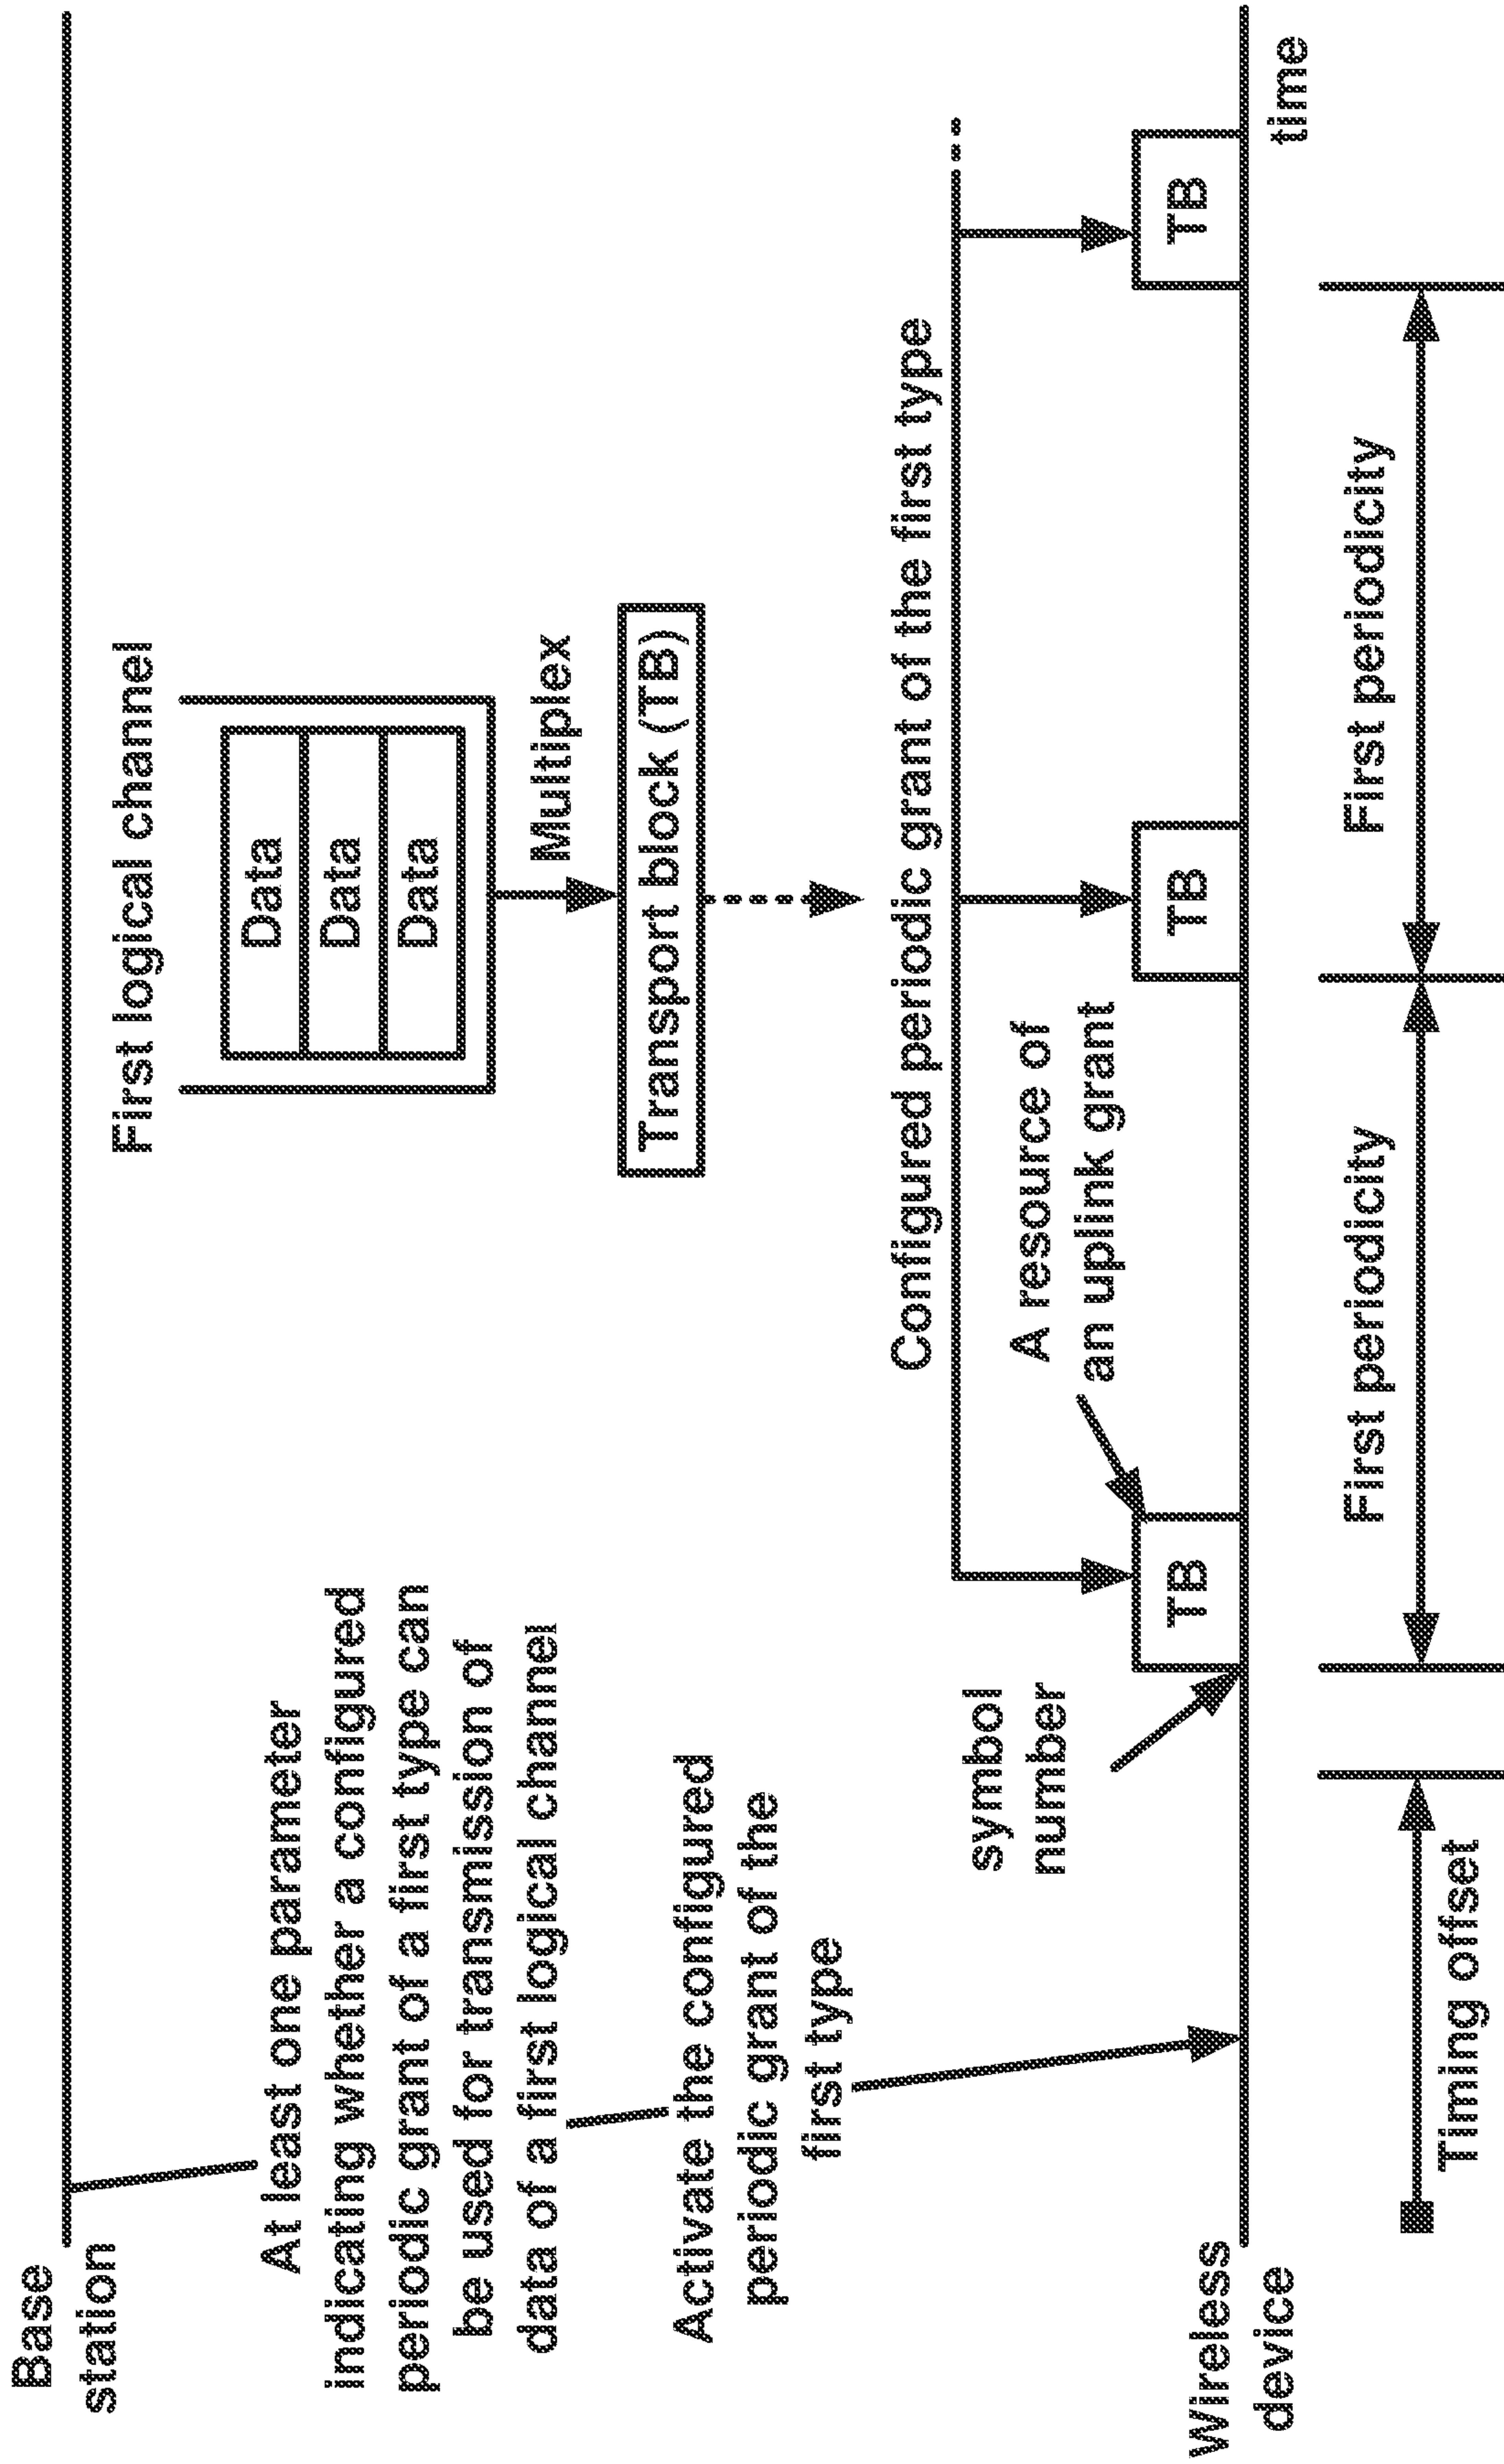 Base
station
At least one parameter
indicating whether a configured
periodic grant of a first type can
be used for transmission of
data of a first logical channel
Activate the configured
periodic grant of the
first type
First logical channel
Data
Data
Data
Multiplex
Transport block (TB)
Configured periodic grant of the first type
A resource of
an uplink grant
symbol
number
TB
TB
TB
Wireless
device
time
Timing offset
First periodicity
First periodicity